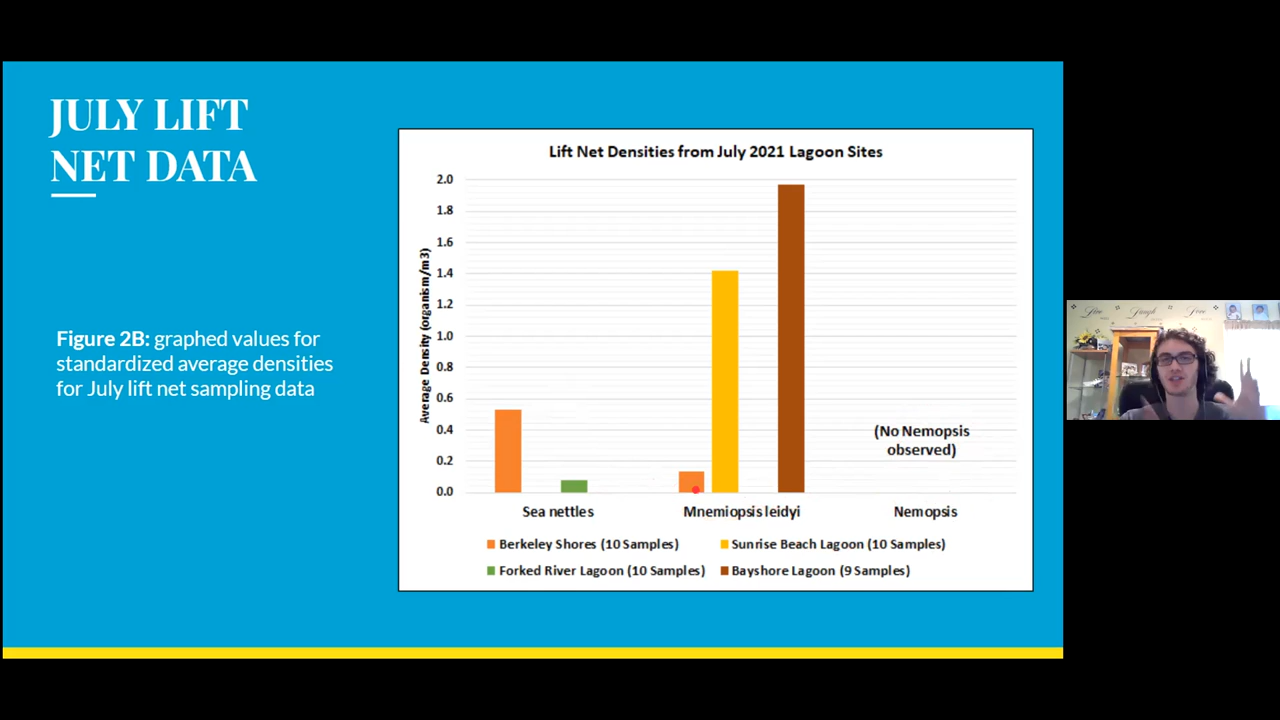 JULY LIFT
NET DATA
Figure 2B: graphed values for
standardized average densities
for July lift net sampling data
Lift Net Densities from July 2021 Lagoon Sites
Average Density (organism/m3)
2.0
1.8
1.6
1.4
1.2
1.0
0.8
0.6
0.4
0.2
0.0
(No Nemopsis
observed)
Sea nettles
Mnemiopsis leidyi
Nemopsis
Berkeley Shores (10 Samples)
Sunrise Beach Lagoon (10 Samples)
Forked River Lagoon (10 Samples)
Bayshore Lagoon (9 Samples)
Live Laugh Love